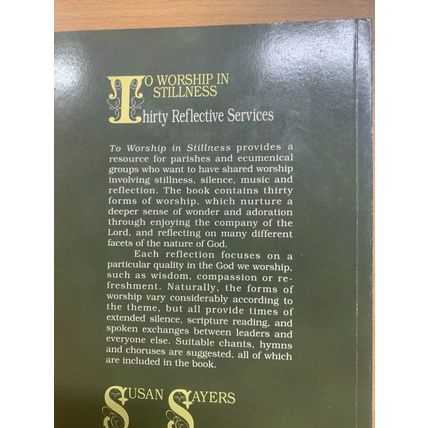 TO WORSHIP IN
STILLNESS
Thirty Reflective Services
To Worship in Stillness provides a
resource for parishes and ecumenical
groups who want to have shared worship
involving stillness, silence, music and
reflection. The book contains thirty
forms of worship, which nurture a
deeper sense of wonder and adoration
through enjoying the company of the
Lord, and reflecting on many different
facets of the nature of God.
Each reflection focuses on a
particular quality in the God we worship,
such as wisdom, compassion or re-
freshment. Naturally, the forms of
worship vary considerably according to
the theme, but all provide times of
extended silence, scripture reading, and
spoken exchanges between leaders and
everyone else. Suitable chants, hymns
and choruses are suggested, all of which
are included in the book.
SUSAN SAYERS